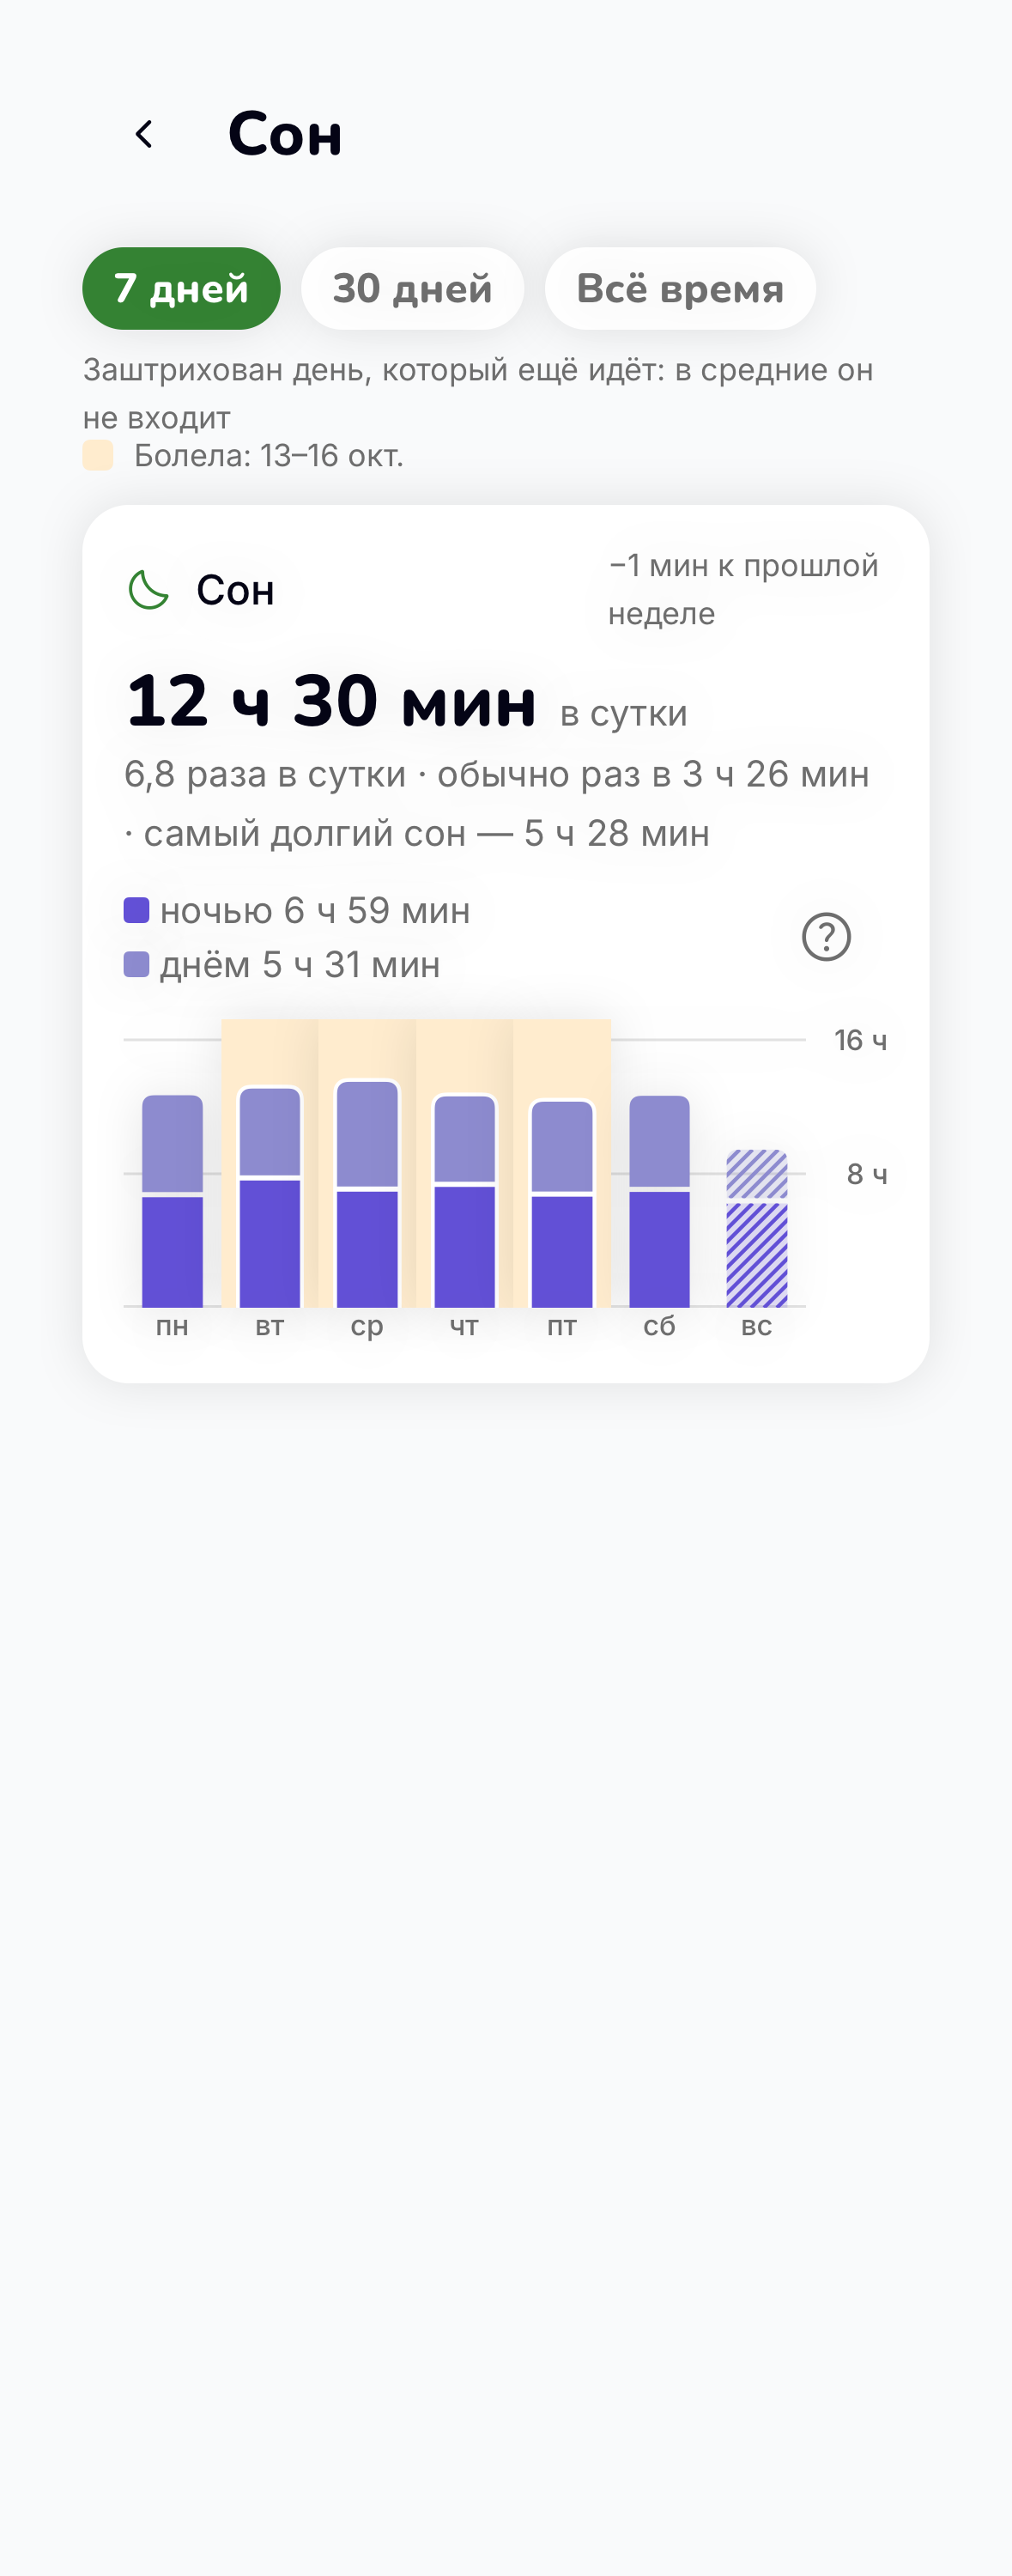 Сон
7 дней
30 дней
Всё время
Заштрихован день, который ещё идёт: в средние он
не входит
Болела: 13–16 окт.
Сон
−1 мин к прошлой
неделе
12 ч 30 мин в сутки
6,8 раза в сутки · обычно раз в 3 ч 26 мин
· самый долгий сон — 5 ч 28 мин
ночью 6 ч 59 мин
днём 5 ч 31 мин
?
16 ч
8 ч
пн вт ср чт пт сб вс